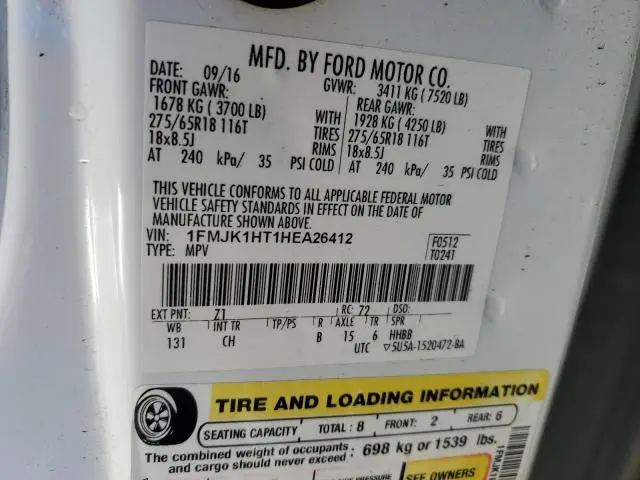 MFD. BY FORD MOTOR CO.
DATE: 09/16 GVWR: 3411 KG ( 7520 LB)
FRONT GAWR: REAR GAWR:
1678 KG ( 3700 LB) WITH 1928 KG ( 4250 LB) WITH
275/65R18 116T TIRES 275/65R18 116T TIRES
18x8.5J RIMS 18x8.5J RIMS
AT 240 kPa/ 35 PSI COLD AT 240 kPa/ 35 PSI COLD
THIS VEHICLE CONFORMS TO ALL APPLICABLE FEDERAL MOTOR
VEHICLE SAFETY STANDARDS IN EFFECT ON THE DATE OF
MANUFACTURE SHOWN ABOVE.
VIN: 1FMJK1HT1HEA26412 F0512
TYPE: MPV T0241
EXT PNT: Z1 RC: 72 DSO:
WB INT TR TP/PS R AXLE TR SPR
131 CH B 15 6 HHBB
UTC ▽5U5A-1520472-BA
TIRE AND LOADING INFORMATION
SEATING CAPACITY TOTAL: 8 FRONT: 2 REAR: 6
The combined weight of occupants
and cargo should never exceed : 698 kg or 1539 lbs.
PRESSURE SEE OWNERS
1FMJK1